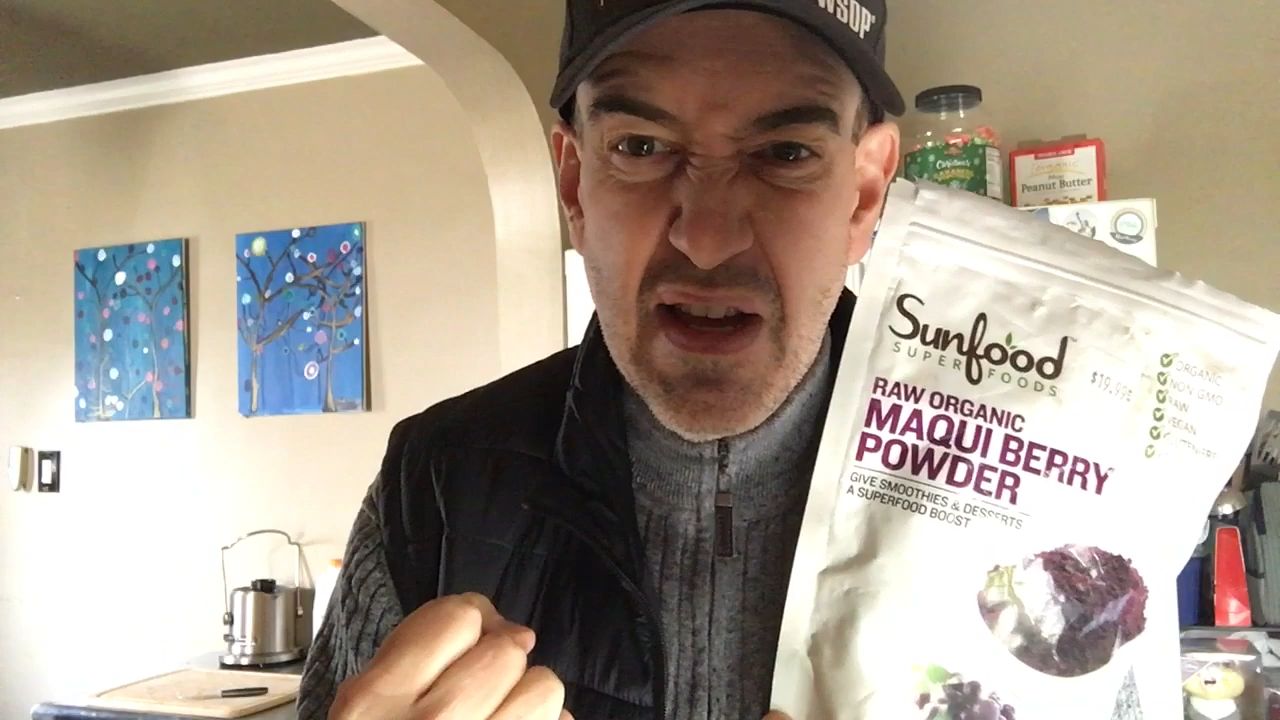 WSOP
Christmas
ORGANIC
Peanut Butter
Sunfood
SUPERFOODS
$19.99
ORGANIC
NON-GMO
RAW
VEGAN
RAW ORGANIC
MAQUI BERRY
POWDER
GIVE SMOOTHIES & DESSERTS
A SUPERFOOD BOOST